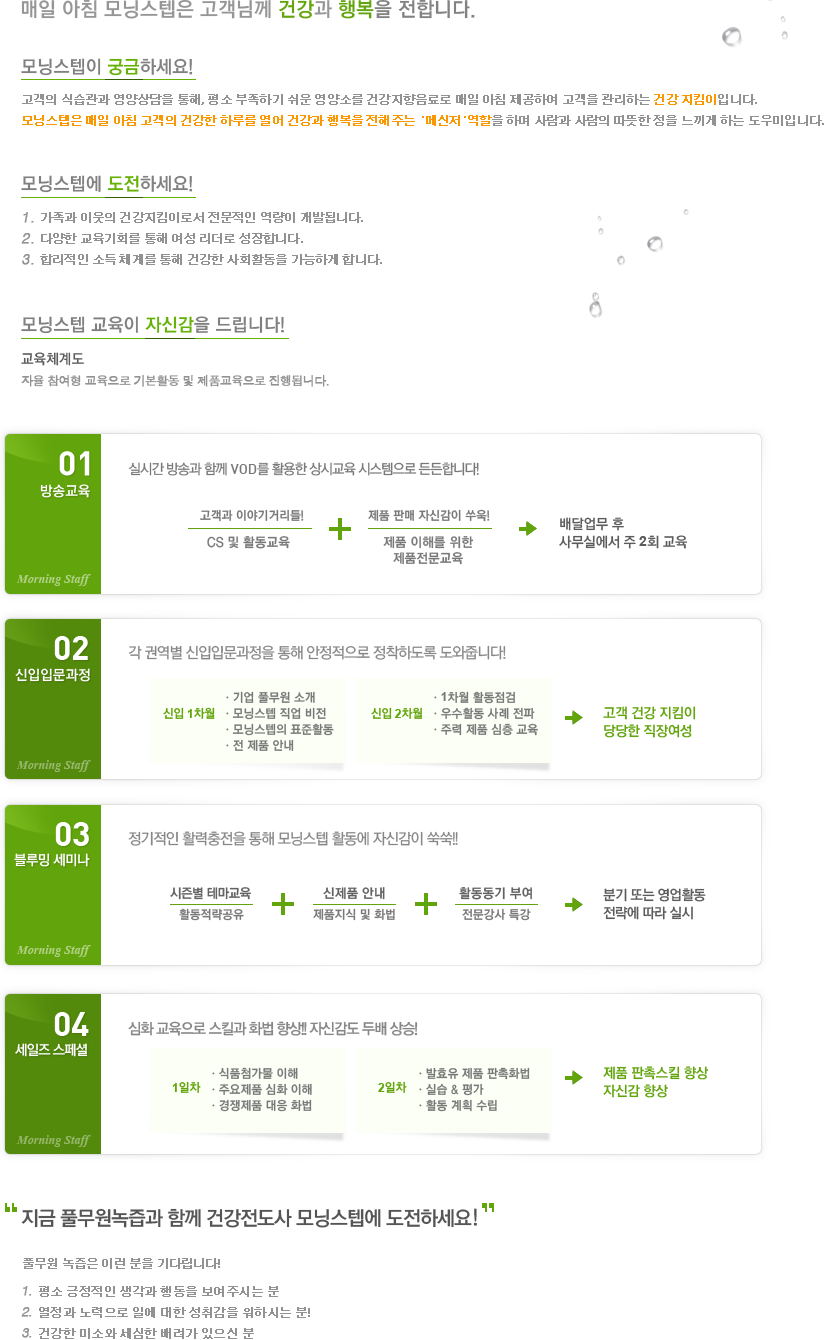 매일 아침 모닝스텝은 고객님께 건강과 행복을 전합니다.
모닝스텝이 궁금하세요!
고객의 식습관과 영양상담을 통해, 평소 부족하기 쉬운 영양소를 건강지향음료로 매일 아침 제공하여 고객을 관리하는 건강 지킴이입니다.
모닝스텝은 매일 아침 고객의 건강한 하루를 열어 건강과 행복을 전해 주는 '메신저'역할을 하며 사람과 사람의 따뜻한 정을 느끼게 하는 도우미입니다.
모닝스텝에 도전하세요!
1. 가족과 이웃의 건강지킴이로서 전문적인 역량이 개발됩니다.
2. 다양한 교육기회를 통해 여성 리더로 성장합니다.
3. 합리적인 소득 체계를 통해 건강한 사회활동을 가능하게 합니다.
모닝스텝 교육이 자신감을 드립니다!
교육체계도
자율 참여형 교육으로 기본활동 및 제품교육으로 진행됩니다.
01
방송교육
Morning Staff
실시간 방송과 함께 VOD를 활용한 상시교육 시스템으로 든든합니다!
고객과 이야기거리들!
CS 및 활동교육
+
제품 판매 자신감이 쑤욱!
제품 이해를 위한
제품전문교육
배달업무 후
사무실에서 주 2회 교육
02
신입입문과정
Morning Staff
각 권역별 신입입문과정을 통해 안정적으로 정착하도록 도와줍니다!
신입 1차월
· 기업 풀무원 소개
· 모닝스텝 직업 비전
· 모닝스텝의 표준활동
· 전 제품 안내
신입 2차월
· 1차월 활동점검
· 우수활동 사례 전파
· 주력 제품 심층 교육
고객 건강 지킴이
당당한 직장여성
03
블루밍 세미나
Morning Staff
정기적인 활력충전을 통해 모닝스텝 활동에 자신감이 쑥쑥!!
시즌별 테마교육
활동적략공유
+
신제품 안내
제품지식 및 화법
+
활동동기 부여
전문강사 특강
분기 또는 영업활동
전략에 따라 실시
04
세일즈 스페셜
Morning Staff
심화 교육으로 스킬과 화법 향상!! 자신감도 두배 상승!
1일차
· 식품첨가물 이해
· 주요제품 심화 이해
· 경쟁제품 대응 화법
2일차
· 발효유 제품 판촉화법
· 실습 & 평가
· 활동 계획 수립
제품 판촉스킬 향상
자신감 향상
"지금 풀무원녹즙과 함께 건강전도사 모닝스텝에 도전하세요!"
풀무원 녹즙은 이런 분을 기다립니다!
1. 평소 긍정적인 생각과 행동을 보여주시는 분
2. 열정과 노력으로 일에 대한 성취감을 위하시는 분!
3. 건강한 미소와 세심한 배려가 있으신 분